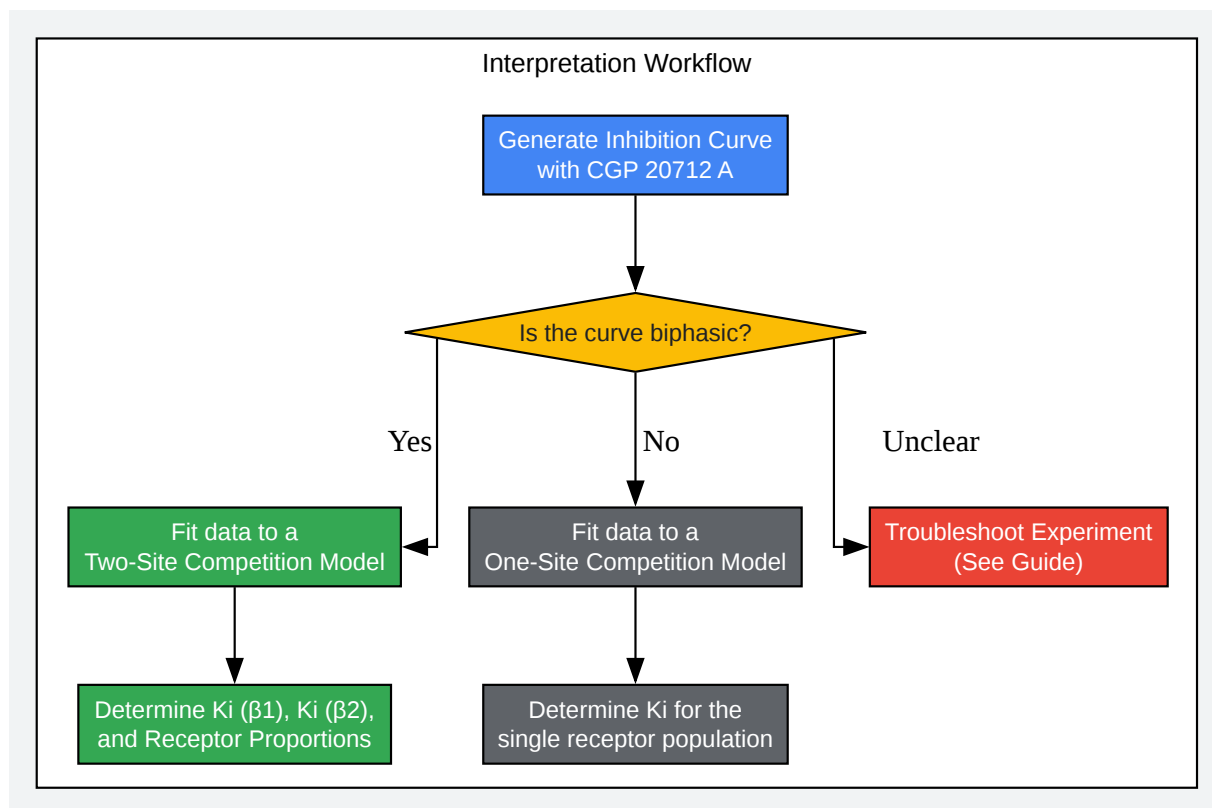 Interpretation Workflow
Generate Inhibition Curve
with CGP 20712 A
Is the curve biphasic?
Yes
No
Unclear
Fit data to a
Two-Site Competition Model
Fit data to a
One-Site Competition Model
Troubleshoot Experiment
(See Guide)
Determine Ki (β1), Ki (β2),
and Receptor Proportions
Determine Ki for the
single receptor population